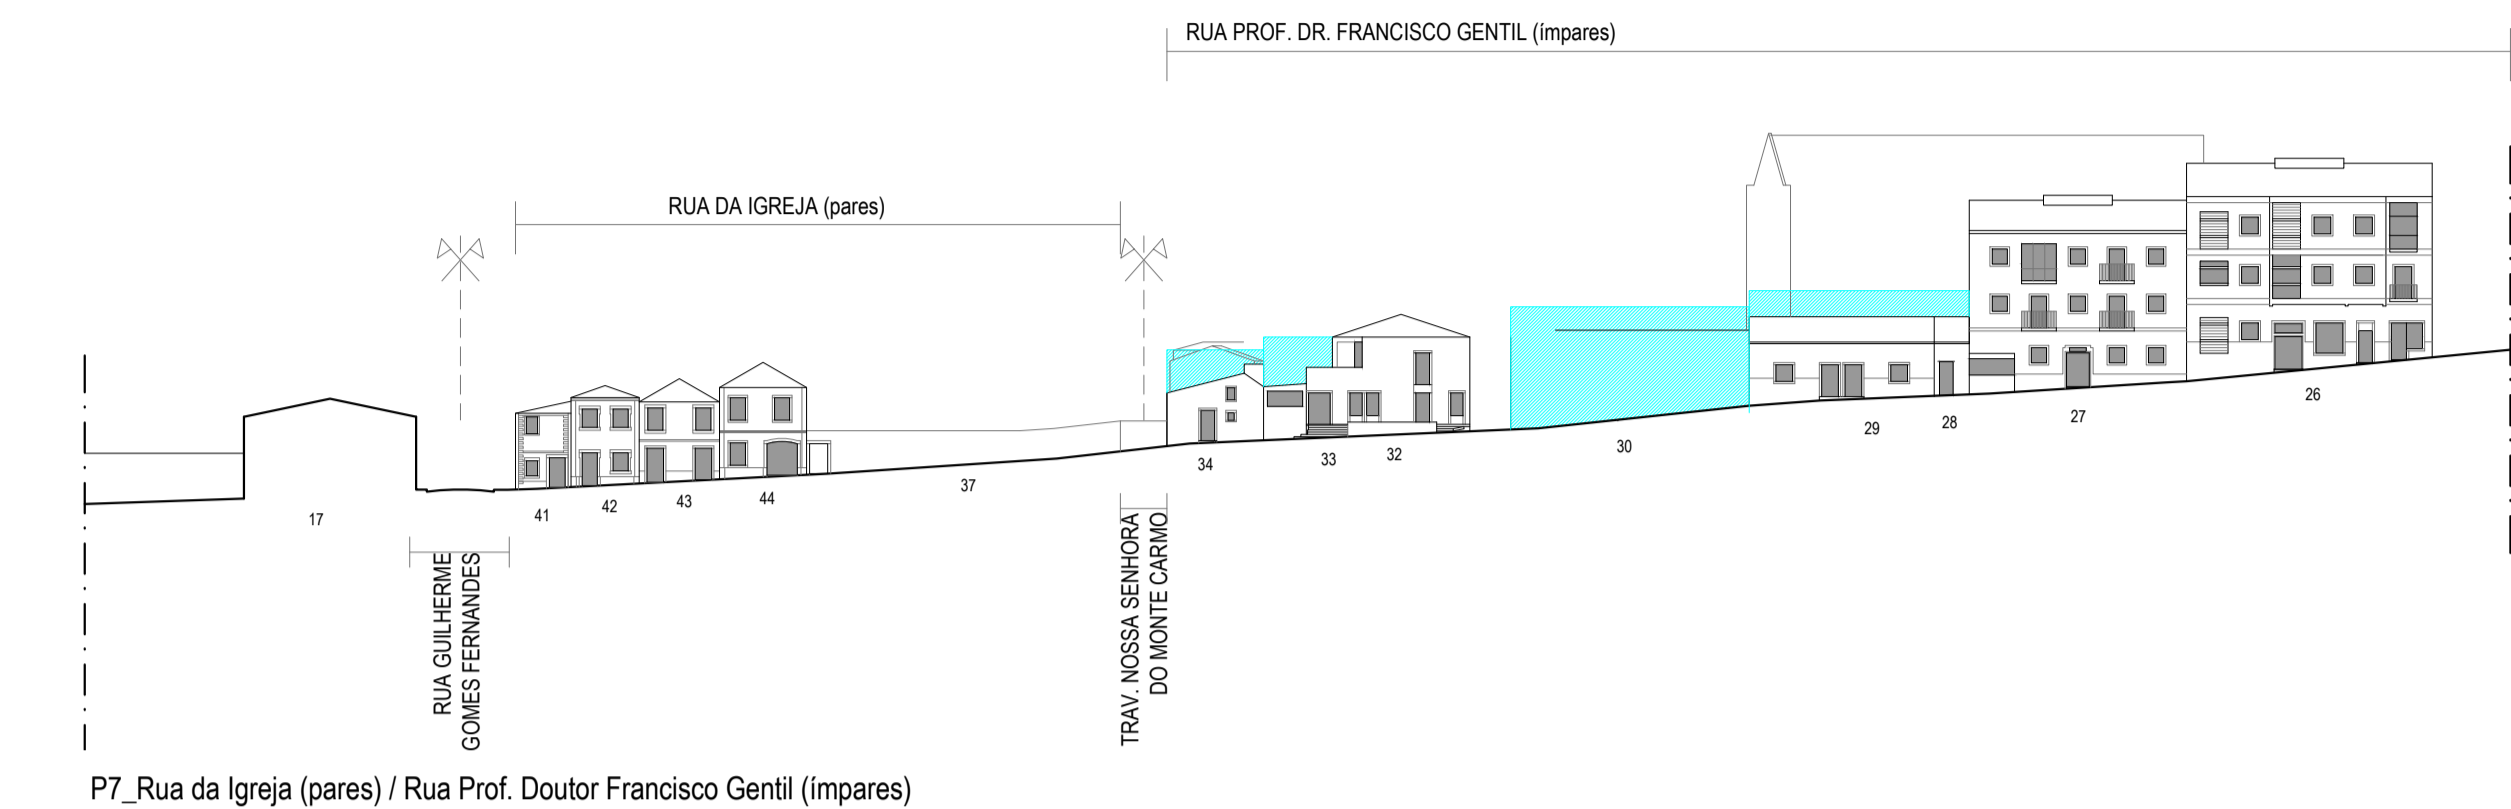 RUA PROF. DR. FRANCISCO GENTIL (ímpares)
RUA DA IGREJA (pares)
17
41
42
43
44
37
34
33
32
30
29
28
27
26
RUA GUILHERME
GOMES FERNANDES
TRAV. NOSSA SENHORA
DO MONTE CARMO
P7_Rua da Igreja (pares) / Rua Prof. Doutor Francisco Gentil (ímpares)